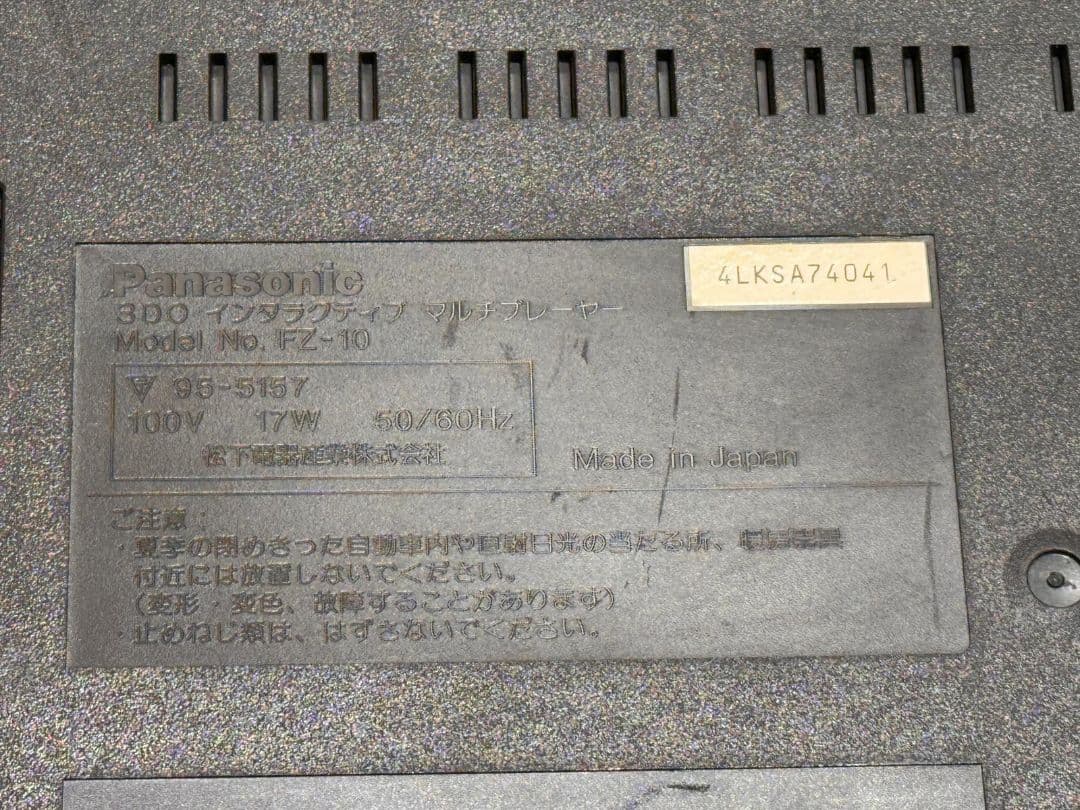 Panasonic
4LKSA74041
3DO インタラクティブ マルチプレーヤー
Model No. FZ-10
95-5157
100V 17W 50/60Hz
松下電器産業株式会社
Made in Japan
ご注意：
・夏季の閉めきった自動車内や直射日光の当たる所、
付近には放置しないでください。
（変形・変色、故障することがあります）
・止めねじ類は、はずさないでください。